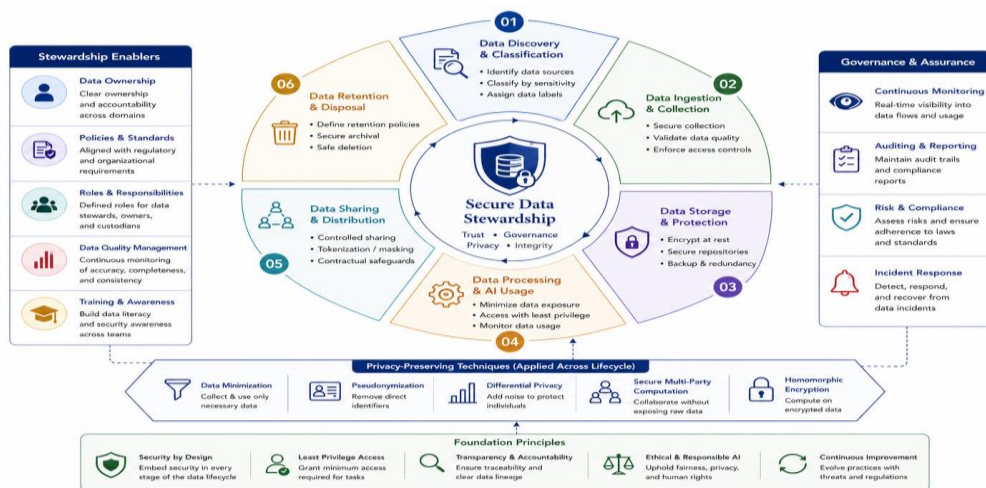 Stewardship Enablers
Data Ownership
Clear ownership
and accountability
across domains
Policies & Standards
Aligned with regulatory
and organizational
requirements
Roles & Responsibilities
Defined roles for data
stewards, owners,
and custodians
Data Quality Management
Continuous monitoring
of accuracy, completeness,
and consistency
Training & Awareness
Build data literacy
and security awareness
across teams
01
Data Discovery
& Classification
• Identify data sources
• Classify by sensitivity
• Assign data labels
02
Data Ingestion
& Collection
• Secure collection
• Validate data quality
• Enforce access controls
Data Storage
& Protection
• Encrypt at rest
• Secure repositories
• Backup & redundancy
03
Data Processing
& AI Usage
• Minimize data exposure
• Access with least privilege
• Monitor data usage
04
Data Sharing
& Distribution
• Controlled sharing
• Tokenization / masking
• Contractual safeguards
05
06
Data Retention
& Disposal
• Define retention policies
• Secure archival
• Safe deletion
Secure Data
Stewardship
Trust • Governance
Privacy • Integrity
Governance & Assurance
Continuous Monitoring
Real-time visibility into
data flows and usage
Auditing & Reporting
Maintain audit trails
and compliance
reports
Risk & Compliance
Assess risks and ensure
adherence to laws
and standards
Incident Response
Detect, respond,
and recover from
data incidents
Privacy-Preserving Techniques (Applied Across Lifecycle)
Data Minimization
Collect & use only
necessary data
Pseudonymization
Remove direct
identifiers
Differential Privacy
Add noise to protect
individuals
Secure Multi-Party
Computation
Collaborate without
exposing raw data
Homomorphic
Encryption
Compute on
encrypted data
Foundation Principles
Security by Design
Embed security in every
stage of the data lifecycle
Least Privilege Access
Grant minimum access
required for tasks
Transparency & Accountability
Ensure traceability and
clear data lineage
Ethical & Responsible AI
Uphold fairness, privacy,
and human rights
Continuous Improvement
Evolve practices with
threats and regulations